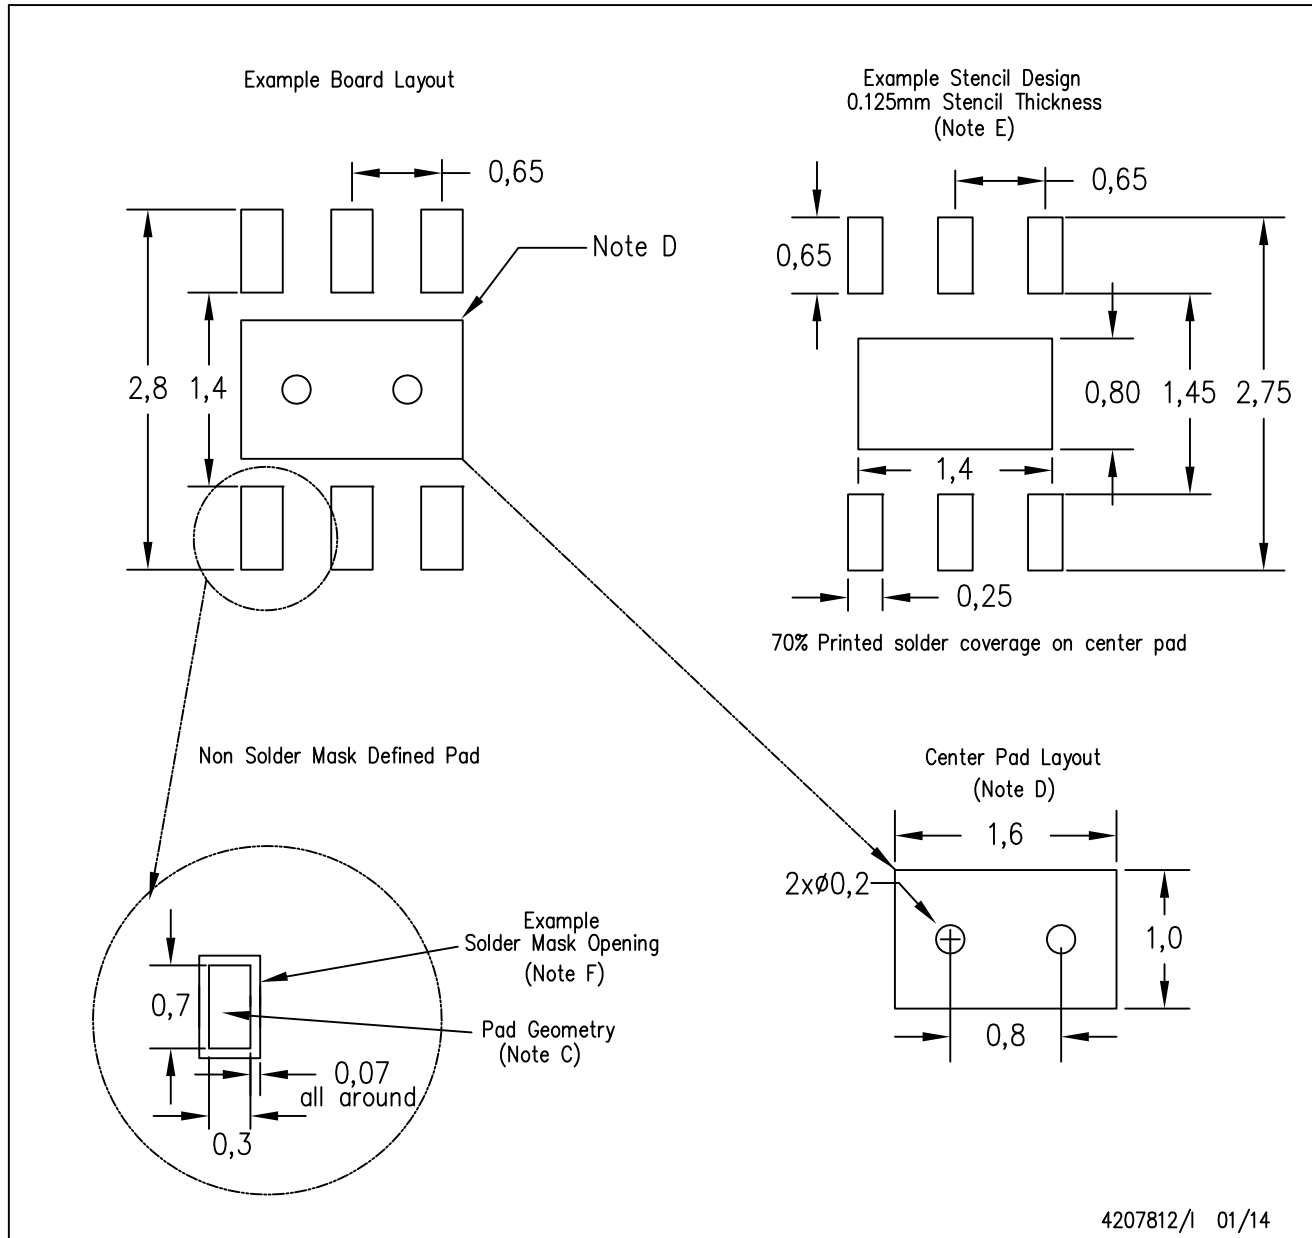 Example Board Layout
0,65
Note D
2,8
1,4
Example Stencil Design
0.125mm Stencil Thickness
(Note E)
0,65
0,65
0,80
1,45
2,75
1,4
0,25
70% Printed solder coverage on center pad
Non Solder Mask Defined Pad
Example
Solder Mask Opening
(Note F)
0,7
Pad Geometry
(Note C)
0,07
all around
0,3
Center Pad Layout
(Note D)
1,6
2xø0,2
1,0
0,8
4207812/I 01/14